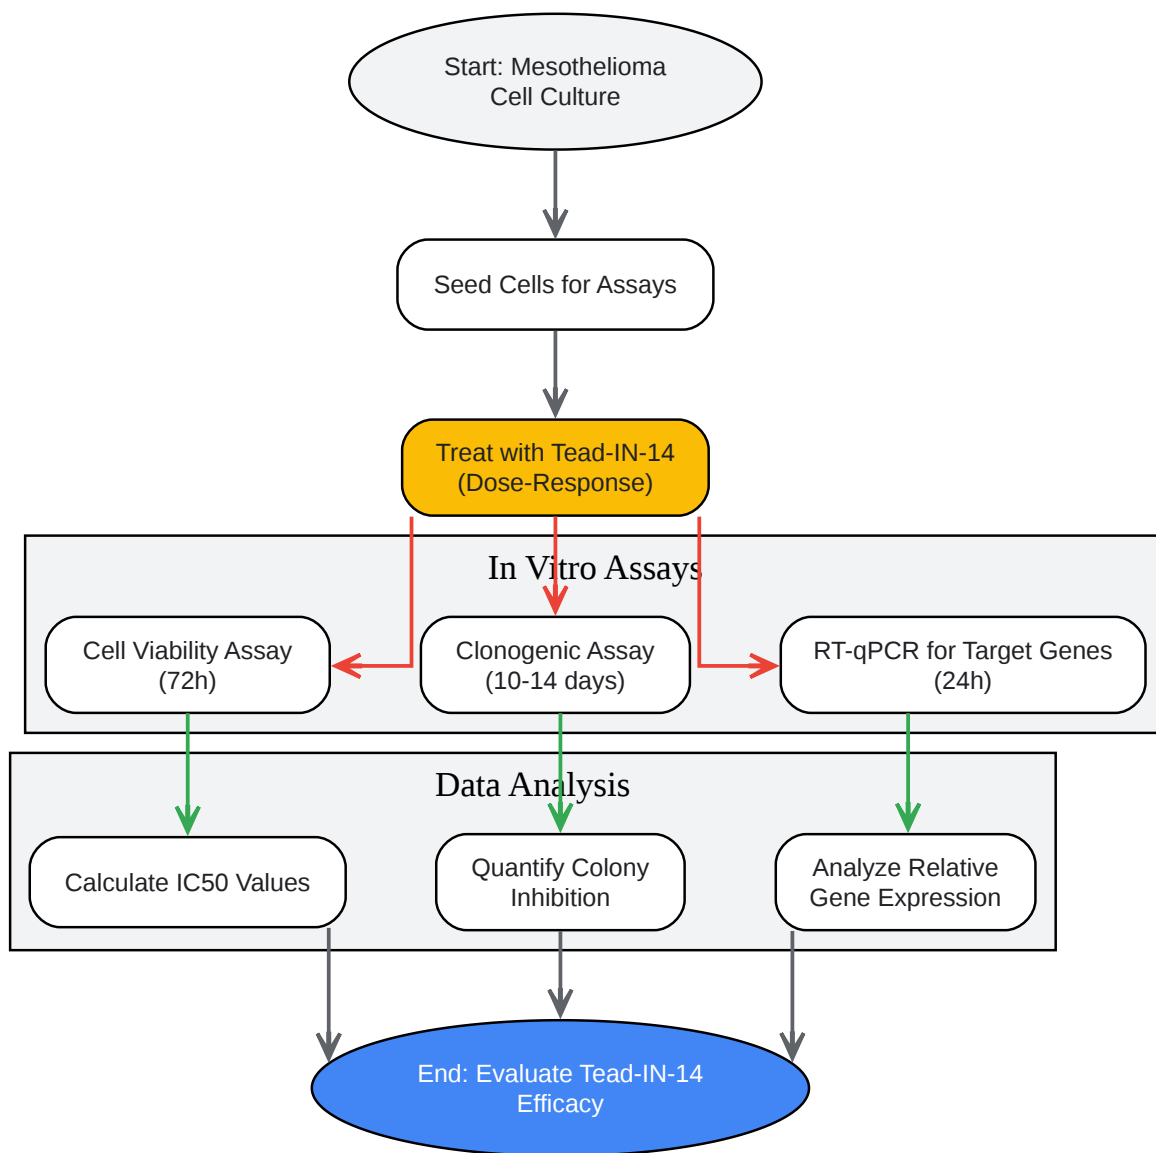 Start: Mesothelioma
Cell Culture
Seed Cells for Assays
Treat with Tead-IN-14
(Dose-Response)
In Vitro Assays
Cell Viability Assay
(72h)
Clonogenic Assay
(10-14 days)
RT-qPCR for Target Genes
(24h)
Data Analysis
Calculate IC50 Values
Quantify Colony
Inhibition
Analyze Relative
Gene Expression
End: Evaluate Tead-IN-14
Efficacy